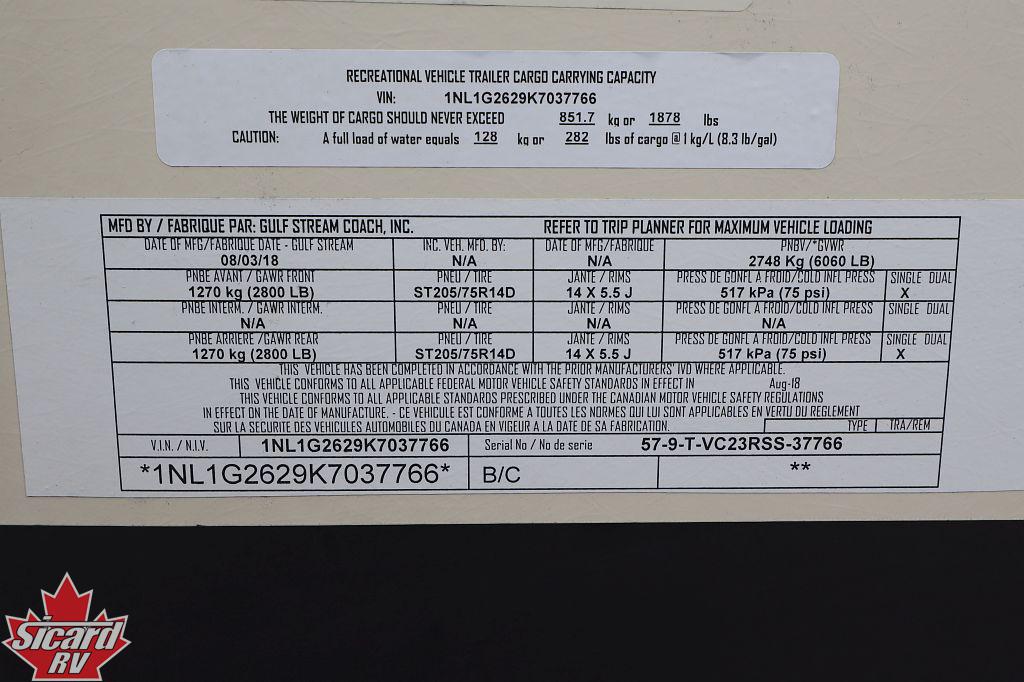 RECREATIONAL VEHICLE TRAILER CARGO CARRYING CAPACITY
VIN: 1NL1G2629K7037766
THE WEIGHT OF CARGO SHOULD NEVER EXCEED 851.7 kg or 1878 lbs
CAUTION: A full load of water equals 128 kg or 282 lbs of cargo @ 1 kg/L (8.3 lb/gal)
MFD BY / FABRIQUE PAR: GULF STREAM COACH, INC. REFER TO TRIP PLANNER FOR MAXIMUM VEHICLE LOADING
DATE OF MFG/FABRIQUE DATE - GULF STREAM INC. VEH. MFD. BY: DATE OF MFG/FABRIQUE PNBV/*GVWR
08/03/18 N/A N/A 2748 Kg (6060 LB)
PNBE AVANT / GAWR FRONT PNEU / TIRE JANTE / RIMS PRESS DE GONFL A FROID/COLD INFL PRESS SINGLE DUAL
1270 kg (2800 LB) ST205/75R14D 14 X 5.5 J 517 kPa (75 psi) X
PNBE INTERM. / GAWR INTERM. PNEU / TIRE JANTE / RIMS PRESS DE GONFL A FROID/COLD INFL PRESS SINGLE DUAL
N/A N/A N/A N/A
PNBE ARRIERE /GAWR REAR PNEU / TIRE JANTE / RIMS PRESS DE GONFL A FROID/COLD INFL PRESS SINGLE DUAL
1270 kg (2800 LB) ST205/75R14D 14 X 5.5 J 517 kPa (75 psi) X
THIS VEHICLE HAS BEEN COMPLETED IN ACCORDANCE WITH THE PRIOR MANUFACTURERS' IVD WHERE APPLICABLE.
THIS VEHICLE CONFORMS TO ALL APPLICABLE FEDERAL MOTOR VEHICLE SAFETY STANDARDS IN EFFECT IN Aug-18
THIS VEHICLE CONFORMS TO ALL APPLICABLE STANDARDS PRESCRIBED UNDER THE CANADIAN MOTOR VEHICLE SAFETY REGULATIONS
IN EFFECT ON THE DATE OF MANUFACTURE. - CE VEHICULE EST CONFORME A TOUTES LES NORMES QUI LUI SONT APPLICABLES EN VERTU DU REGLEMENT
SUR LA SECURITE DES VEHICULES AUTOMOBILES DU CANADA EN VIGEUR A LA DATE DE SA FABRICATION. TYPE TRA/REM
V.I.N. / N.I.V. 1NL1G2629K7037766 Serial No / No de serie 57-9-T-VC23RSS-37766
*1NL1G2629K7037766* B/C **
Sicard
RV